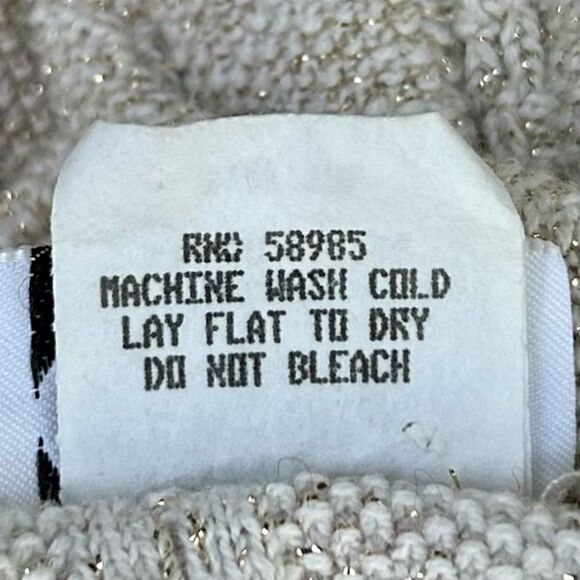 RN# 58985
MACHINE WASH COLD
LAY FLAT TO DRY
DO NOT BLEACH